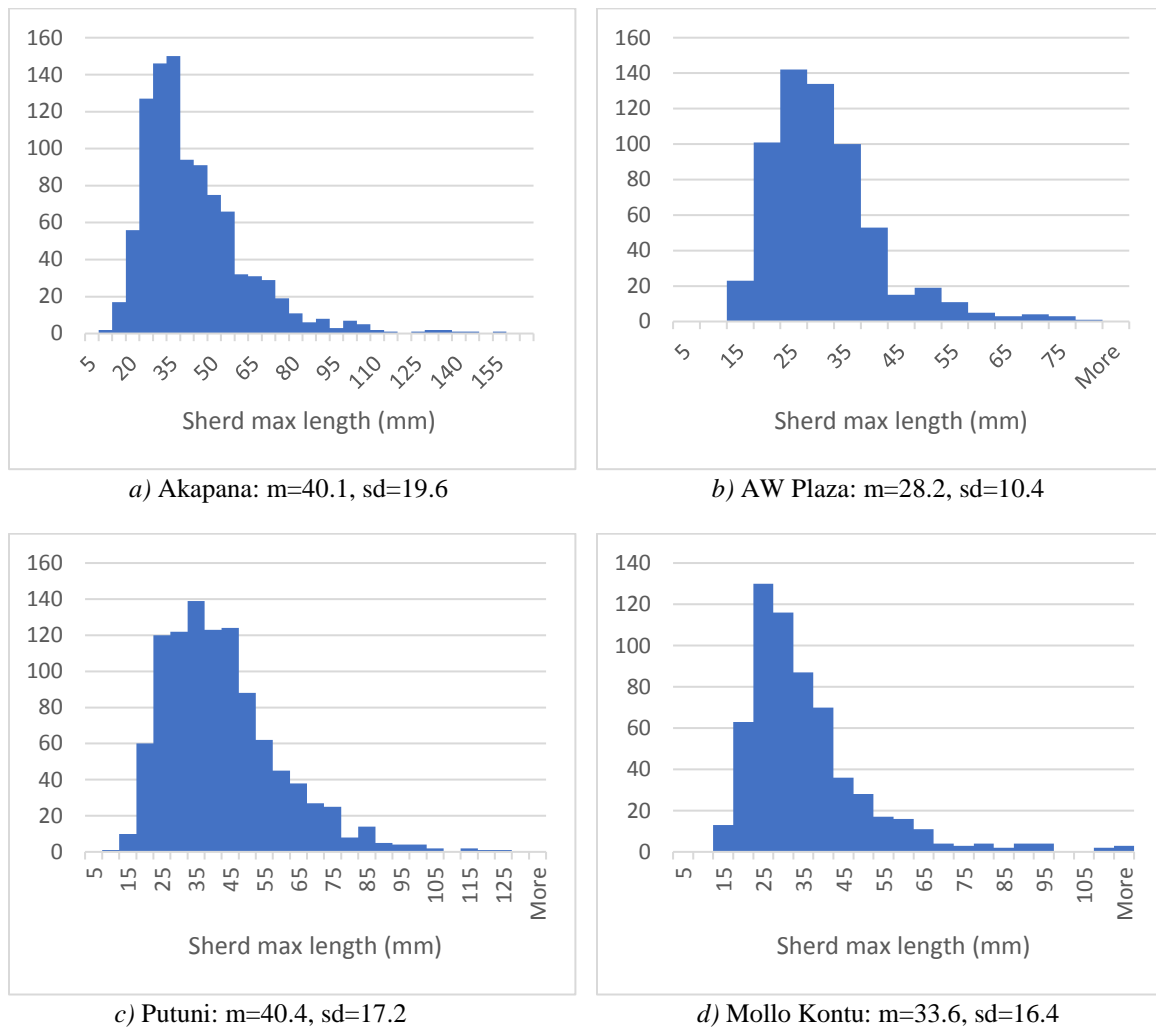 160
140
120
100
80
60
40
20
0
5 20 35 50 65 80 95 110 125 140 155
Sherd max length (mm)
a) Akapana: m=40.1, sd=19.6
160
140
120
100
80
60
40
20
0
5 15 25 35 45 55 65 75 More
Sherd max length (mm)
b) AW Plaza: m=28.2, sd=10.4
160
140
120
100
80
60
40
20
0
5 15 25 35 45 55 65 75 85 95 105 115 125 More
Sherd max length (mm)
c) Putuni: m=40.4, sd=17.2
140
120
100
80
60
40
20
0
5 15 25 35 45 55 65 75 85 95 105 More
Sherd max length (mm)
d) Mollo Kontu: m=33.6, sd=16.4